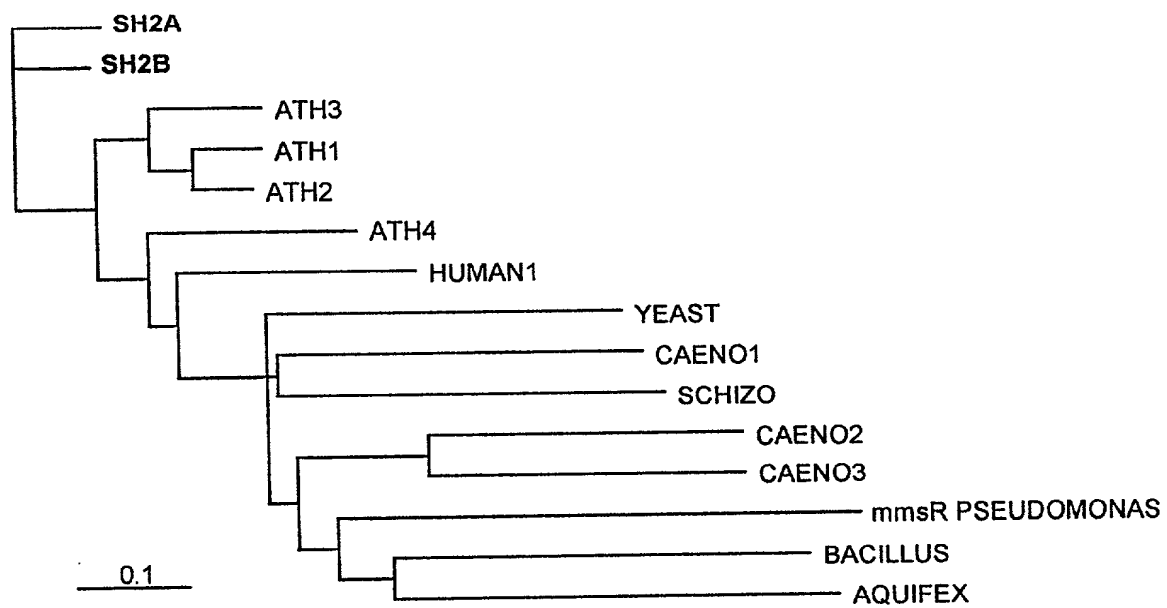 SH2A
SH2B
ATH3
ATH1
ATH2
ATH4
HUMAN1
YEAST
CAENO1
SCHIZO
CAENO2
CAENO3
mmsR PSEUDOMONAS
BACILLUS
0.1
AQUIFEX